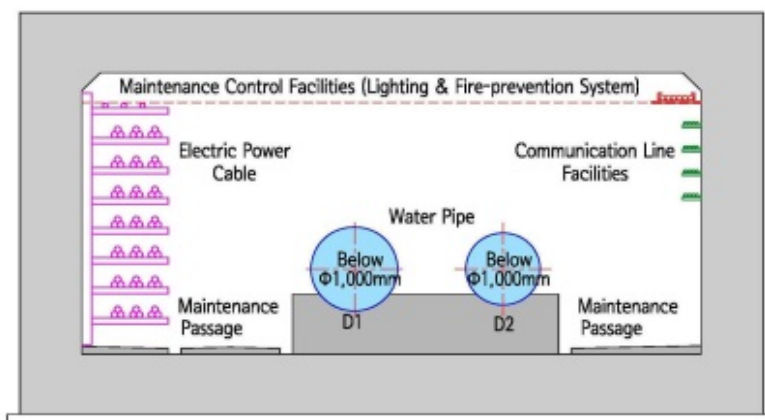 Maintenance Control Facilities (Lighting & Fire-prevention System)
Electric Power
Cable
Communication Line
Facilities
Water Pipe
Below
Φ1,000mm
Below
Φ1,000mm
Maintenance
Passage
D1
D2
Maintenance
Passage